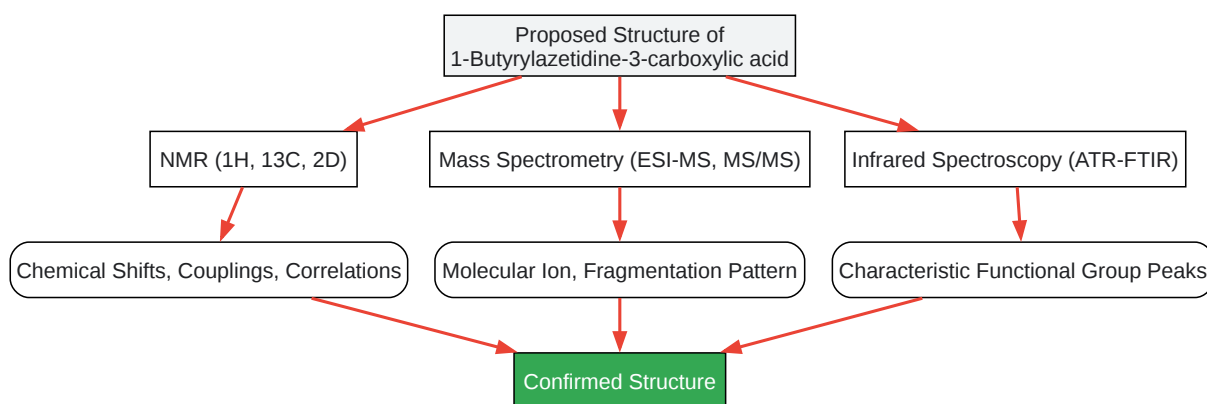 Proposed Structure of
1-Butyrylazetidine-3-carboxylic acid
NMR (1H, 13C, 2D)
Mass Spectrometry (ESI-MS, MS/MS)
Infrared Spectroscopy (ATR-FTIR)
Chemical Shifts, Couplings, Correlations
Molecular Ion, Fragmentation Pattern
Characteristic Functional Group Peaks
Confirmed Structure